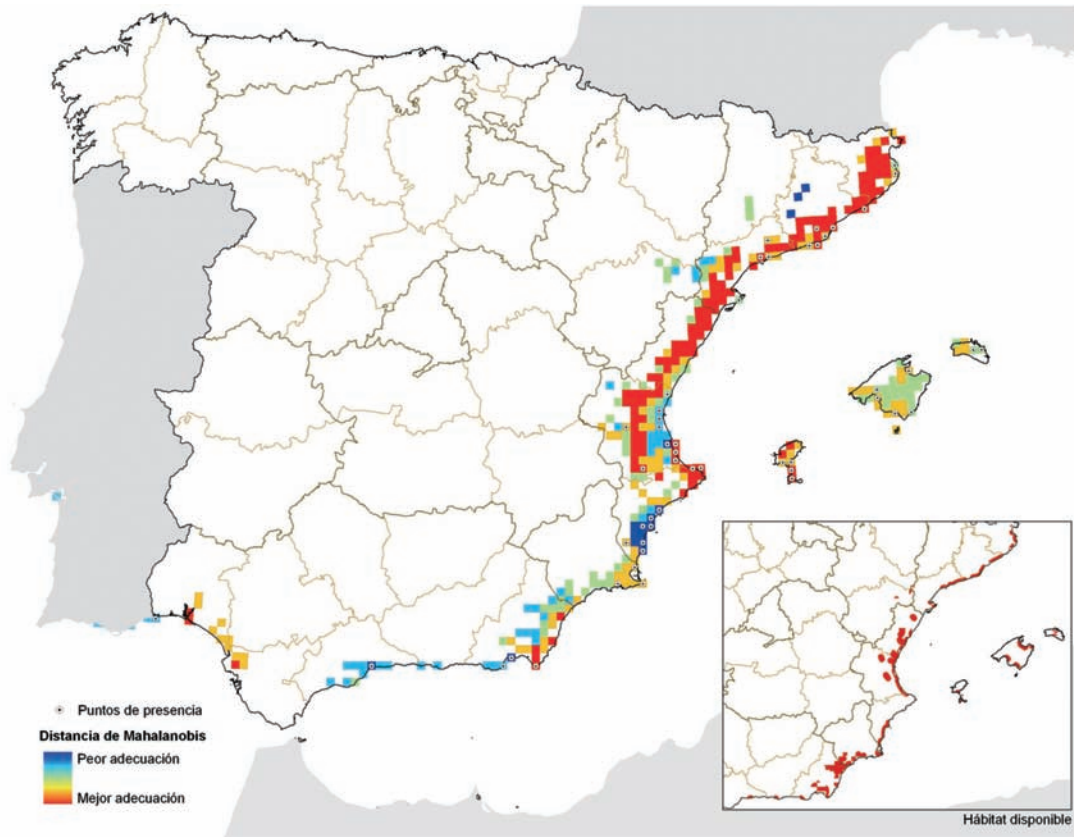 Puntos de presencia
Distancia de Mahalanobis
Peor adecuación
Mejor adecuación
Hábitat disponible